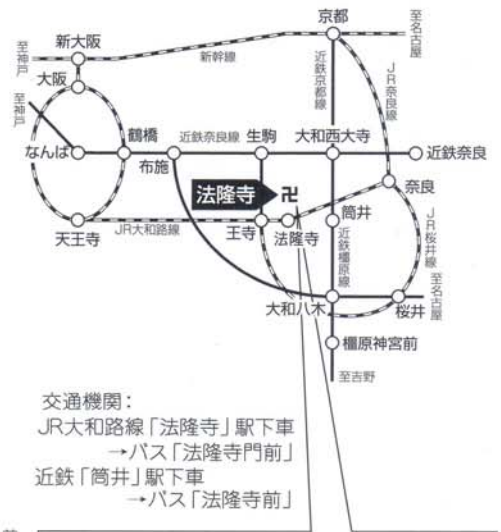 京都
至名古屋
新大阪
至神戸
新幹線
近鉄京都線
JR奈良線
大阪
至神戸
鶴橋
近鉄奈良線
生駒
大和西大寺
なんば
布施
近鉄奈良
法隆寺
卍
奈良
天王寺
JR大和路線
王寺
法隆寺
筒井
近鉄橿原線
JR桜井線
至名古屋
大和八木
桜井
橿原神宮前
至吉野
交通機関：
JR大和路線「法隆寺」駅下車
→バス「法隆寺門前」
近鉄「筒井」駅下車
→バス「法隆寺前」